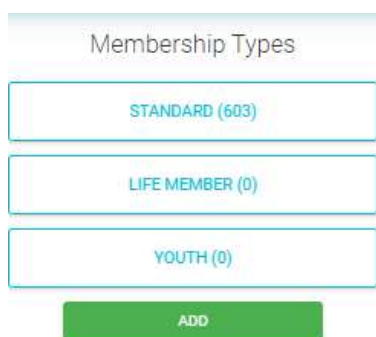 Membership Types
STANDARD (603)
LIFE MEMBER (0)
YOUTH (0)
ADD